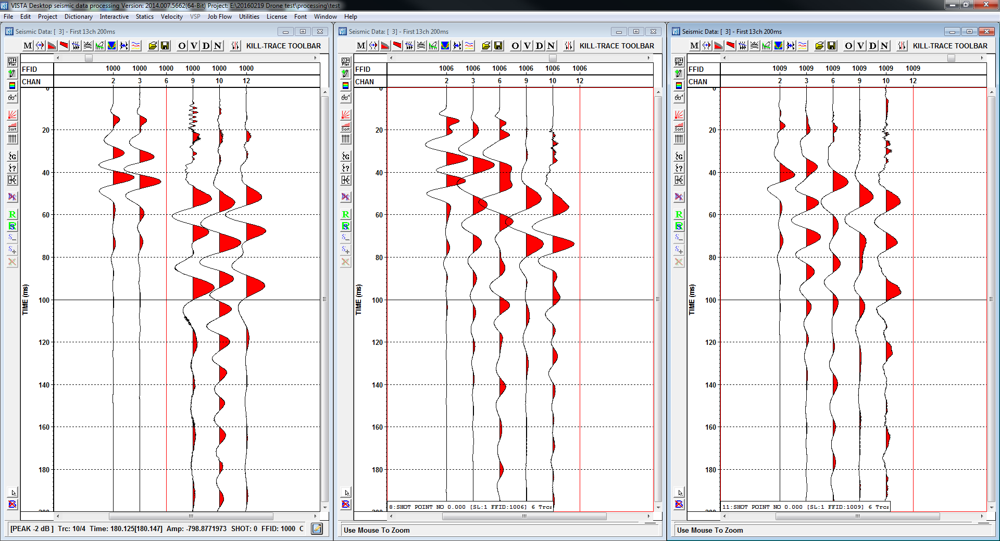 VISTA Desktop seismic data processing Version: 2014.007.5662(64-Bit) Project: E:\20160219 Drone test\processing\test
File Edit Project Dictionary Interactive Statics Velocity VSP Job Flow Utilities License Font Window Help
Seismic Data: [ 3] - First 13ch 200ms
M O V D N KILL-TRACE TOOLBAR
FFID 1000 1000 1000 1000 1000 1000
CHAN 2 3 6 9 10 12
0
20
40
60
80
100
120
140
160
180
200
TIME (ms)
Sort
G
?
R
S
[PEAK -2 dB ] Trc: 10/4 Time: 180.125[180.147] Amp: -798.8771973 SHOT: 0 FFID: 1000 C
Seismic Data: [ 3] - First 13ch 200ms
M O V D N KILL-TRACE TOOLBAR
FFID 1006 1006 1006 1006 1006 1006
CHAN 2 3 6 9 10 12
0
20
40
60
80
100
120
140
160
180
200
TIME (ms)
Sort
G
?
R
S
8:SHOT POINT NO 0.000 [SL:1 FFID:1006] 6 Trca
Use Mouse To Zoom
Seismic Data: [ 3] - First 13ch 200ms
M O V D N KILL-TRACE TOOLBAR
FFID 1009 1009 1009 1009 1009 1009
CHAN 2 3 6 9 10 12
0
20
40
60
80
100
120
140
160
180
200
TIME (ms)
Sort
G
?
R
S
11:SHOT POINT NO 0.000 [SL:1 FFID:1009] 6 Trca
Use Mouse To Zoom